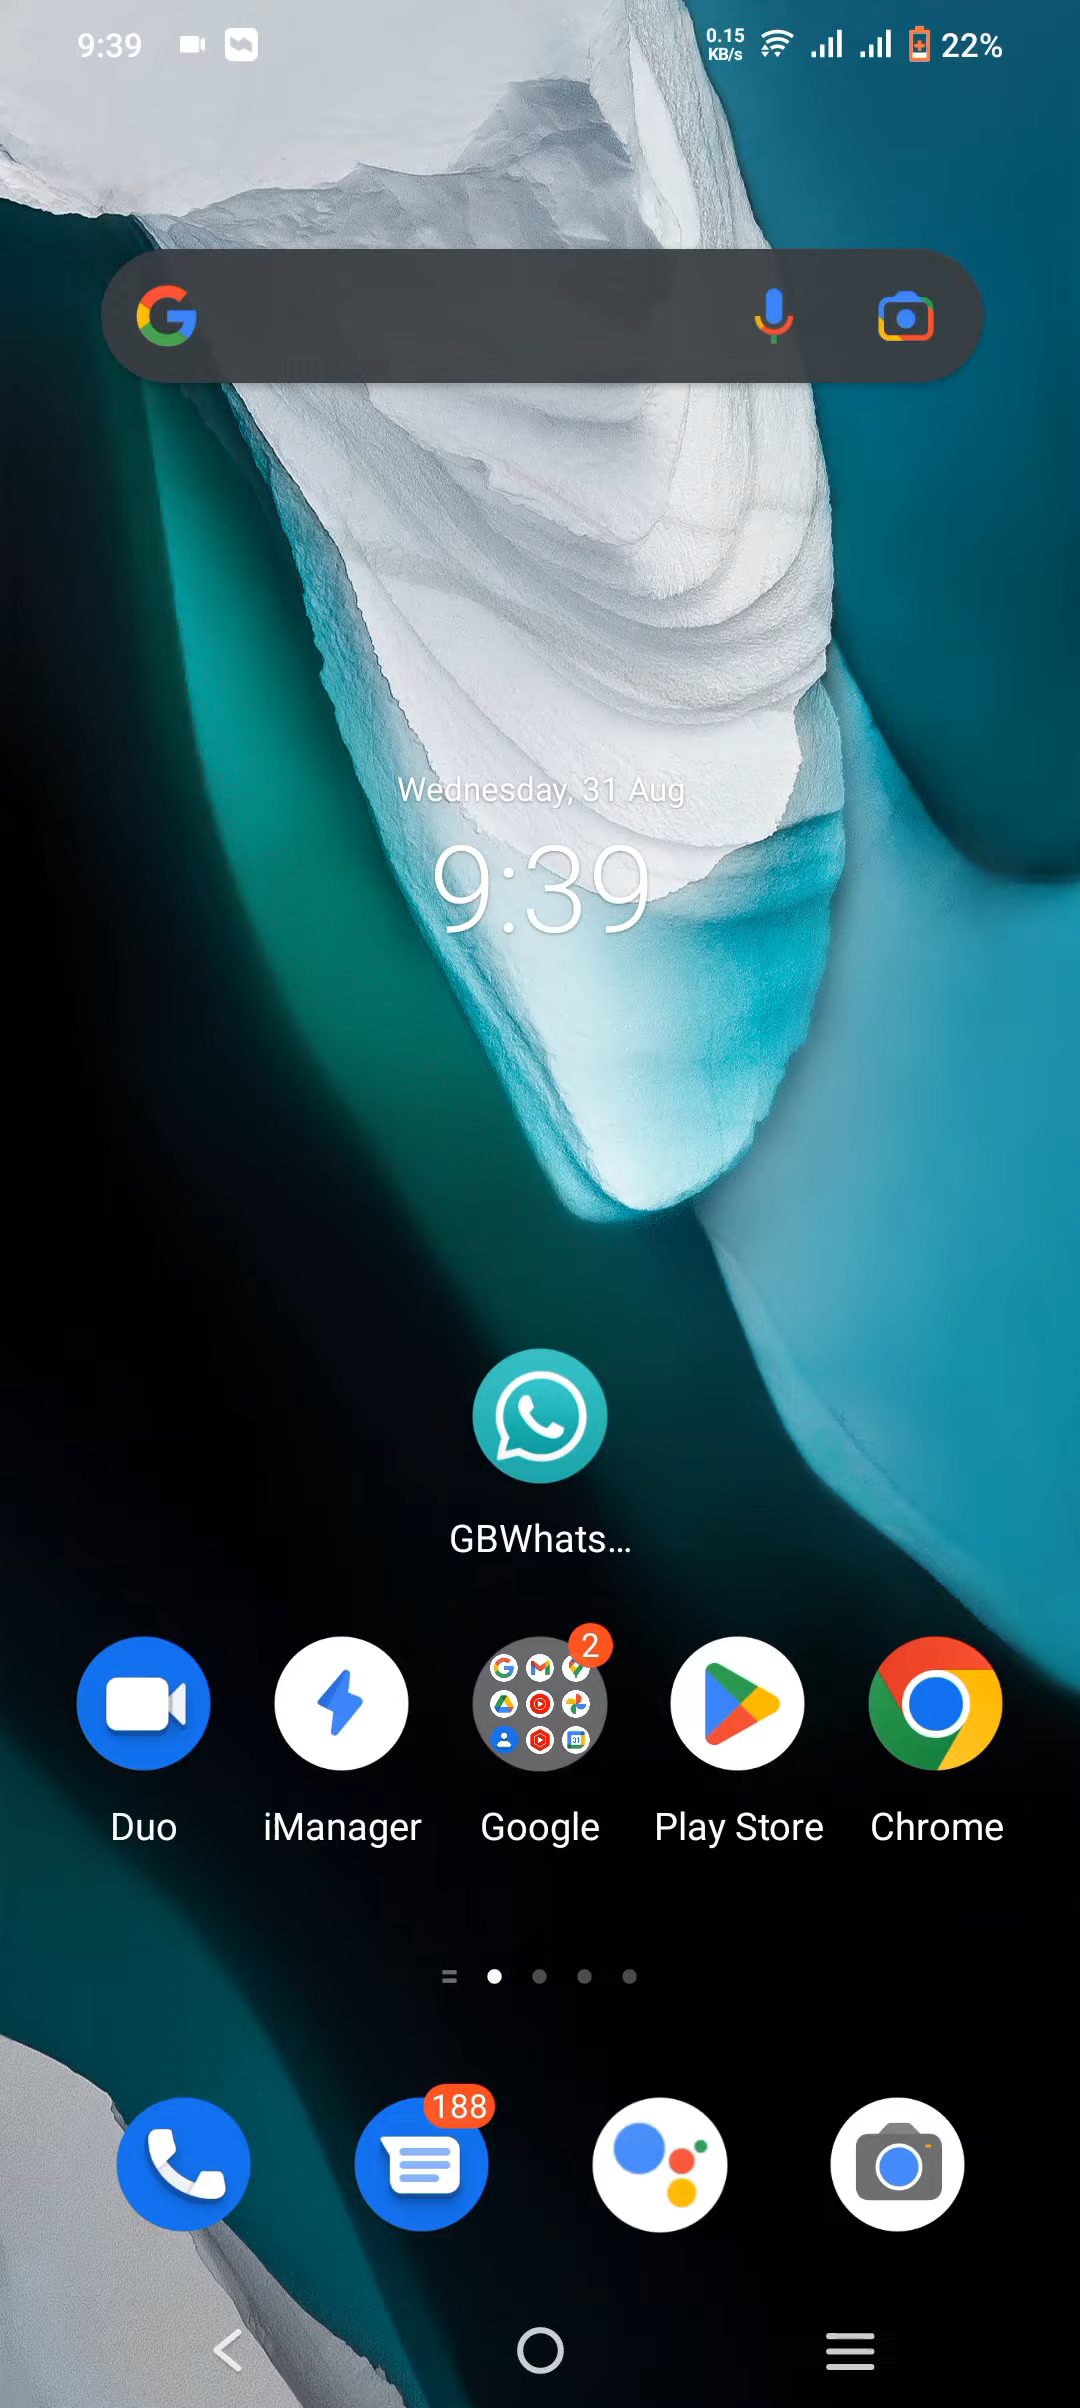 9:39
0.15
KB/s
22%
Wednesday, 31 Aug
9:39
GBWhats...
2
31
Duo
iManager
Google
Play Store
Chrome
188